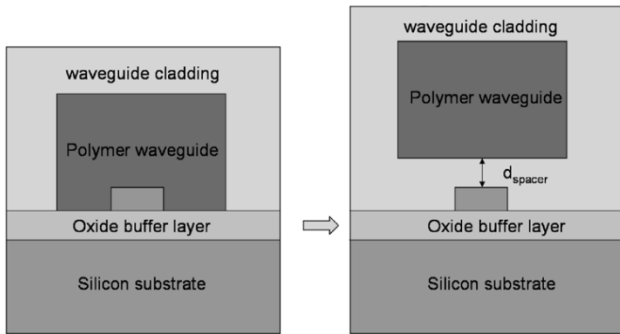 waveguide cladding
Polymer waveguide
Oxide buffer layer
Silicon substrate
waveguide cladding
Polymer waveguide
dspacer
Oxide buffer layer
Silicon substrate